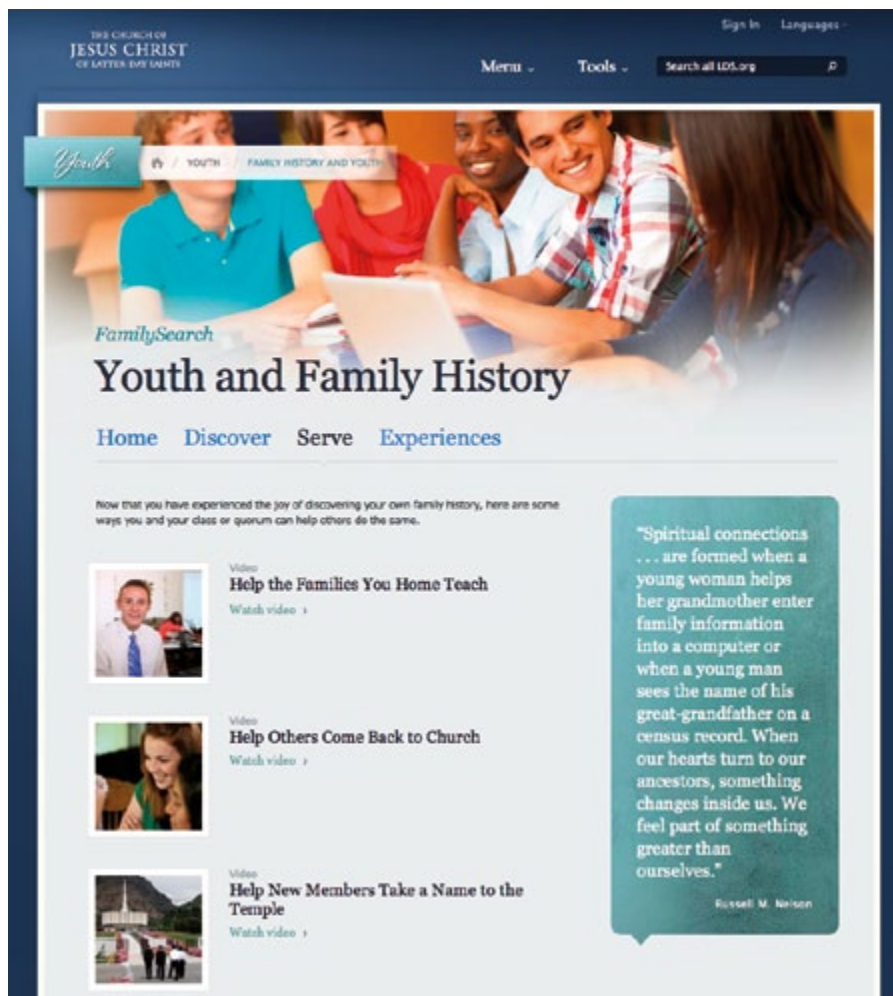 Sign In Languages
THE CHURCH OF
JESUS CHRIST
OF LATTER-DAY SAINTS
Menu Tools Search all LDS.org
Youth
YOUTH / FAMILY HISTORY AND YOUTH
FamilySearch
Youth and Family History
Home Discover Serve Experiences
Now that you have experienced the joy of discovering your own family history, here are some
ways you and your class or quorum can help others do the same.
Video
Help the Families You Home Teach
Watch video ›
Video
Help Others Come Back to Church
Watch video ›
Video
Help New Members Take a Name to the
Temple
Watch video ›
"Spiritual connections
. . . are formed when a
young woman helps
her grandmother enter
family information
into a computer or
when a young man
sees the name of his
great-grandfather on a
census record. When
our hearts turn to our
ancestors, something
changes inside us. We
feel part of something
greater than
ourselves."
Russell M. Nelson